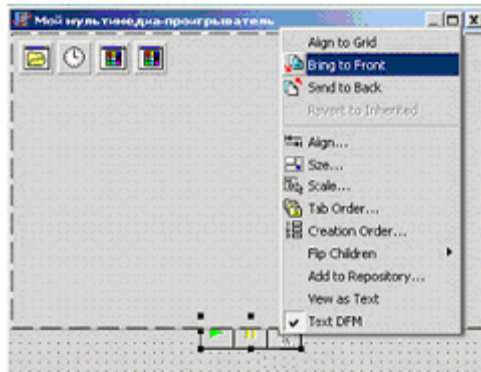 Мой мультимедиа-проигрыватель
Align to Grid
Bring to Front
Send to Back
Revert to Inherited
Align...
Size...
Scale...
Tab Order...
Creation Order...
Flip Children
Add to Repository...
View as Text
Text DFM